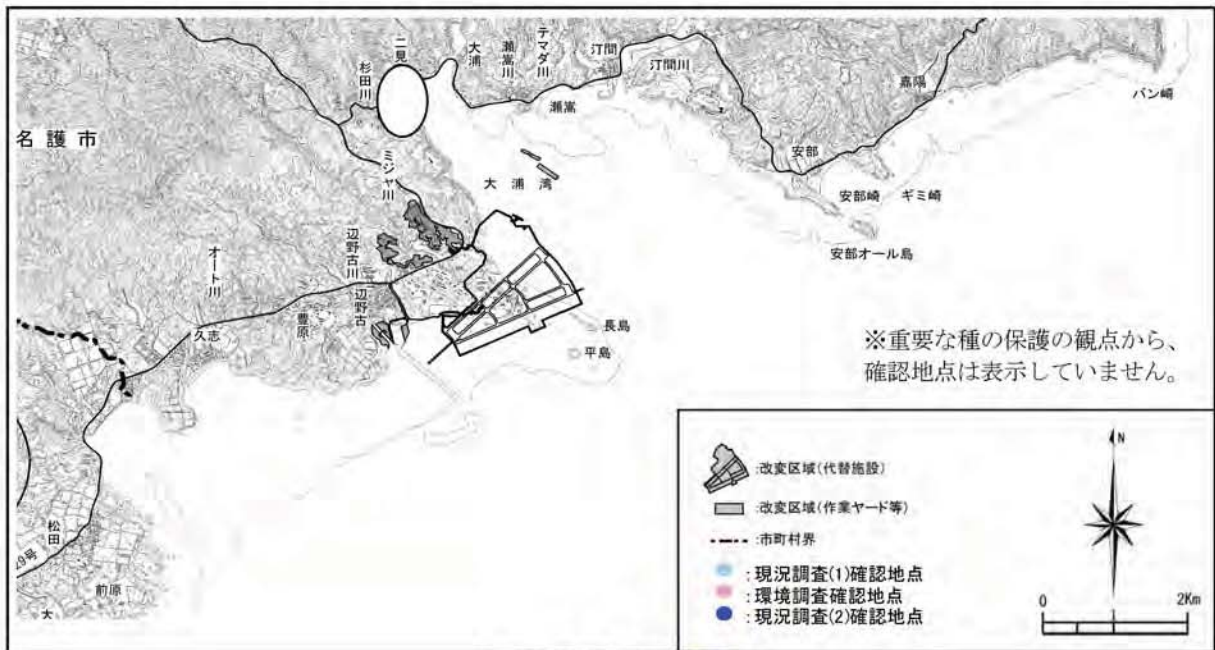 二見
大浦
瀬嵩川
テマダ川
汀間
汀間川
杉田川
瀬嵩
嘉陽
バン崎
名護市
ミジャ川
大浦湾
安部
安部崎
ギミ崎
安部オール島
辺野古川
辺野古
オート川
久志
豊原
長島
平島
※重要な種の保護の観点から、
確認地点は表示していません。
松田
29号
前原
大
:改変区域(代替施設)
:改変区域(作業ヤード等)
:市町村界
:現況調査(1)確認地点
:環境調査確認地点
:現況調査(2)確認地点
N
0 2Km